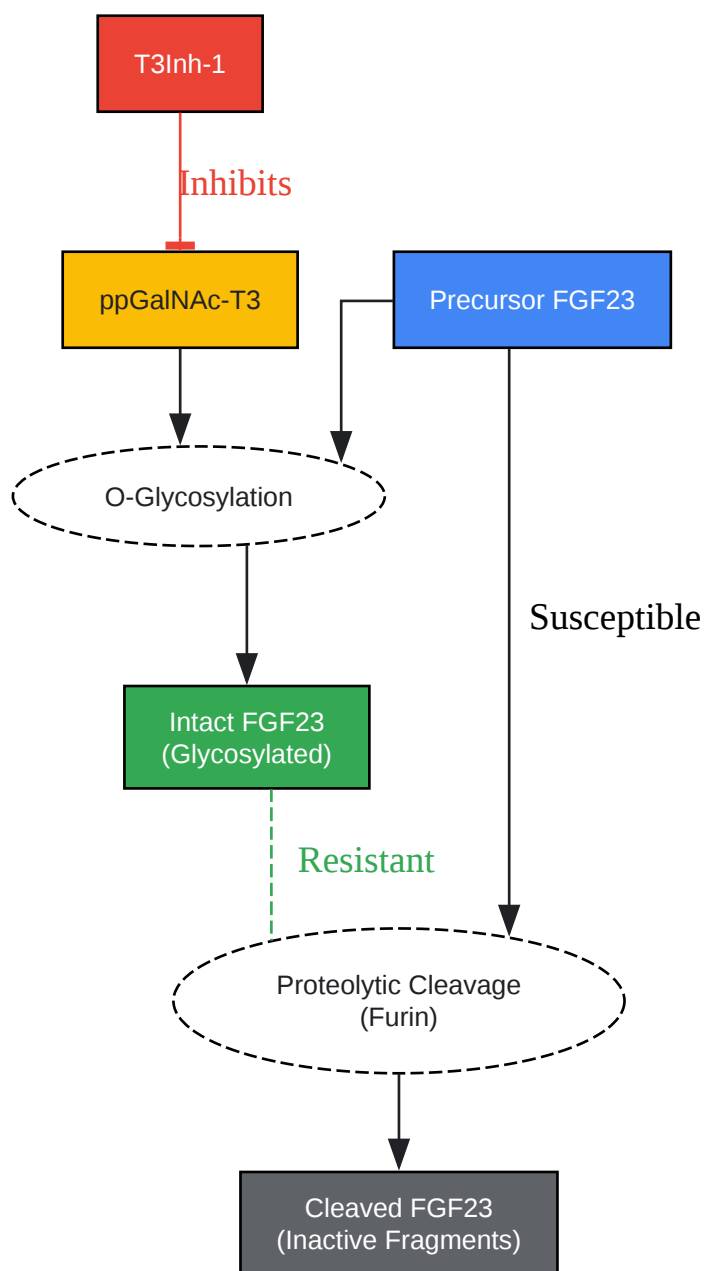 T3Inh-1
Inhibits
ppGalNAc-T3
Precursor FGF23
O-Glycosylation
Susceptible
Intact FGF23
(Glycosylated)
Resistant
Proteolytic Cleavage
(Furin)
Cleaved FGF23
(Inactive Fragments)